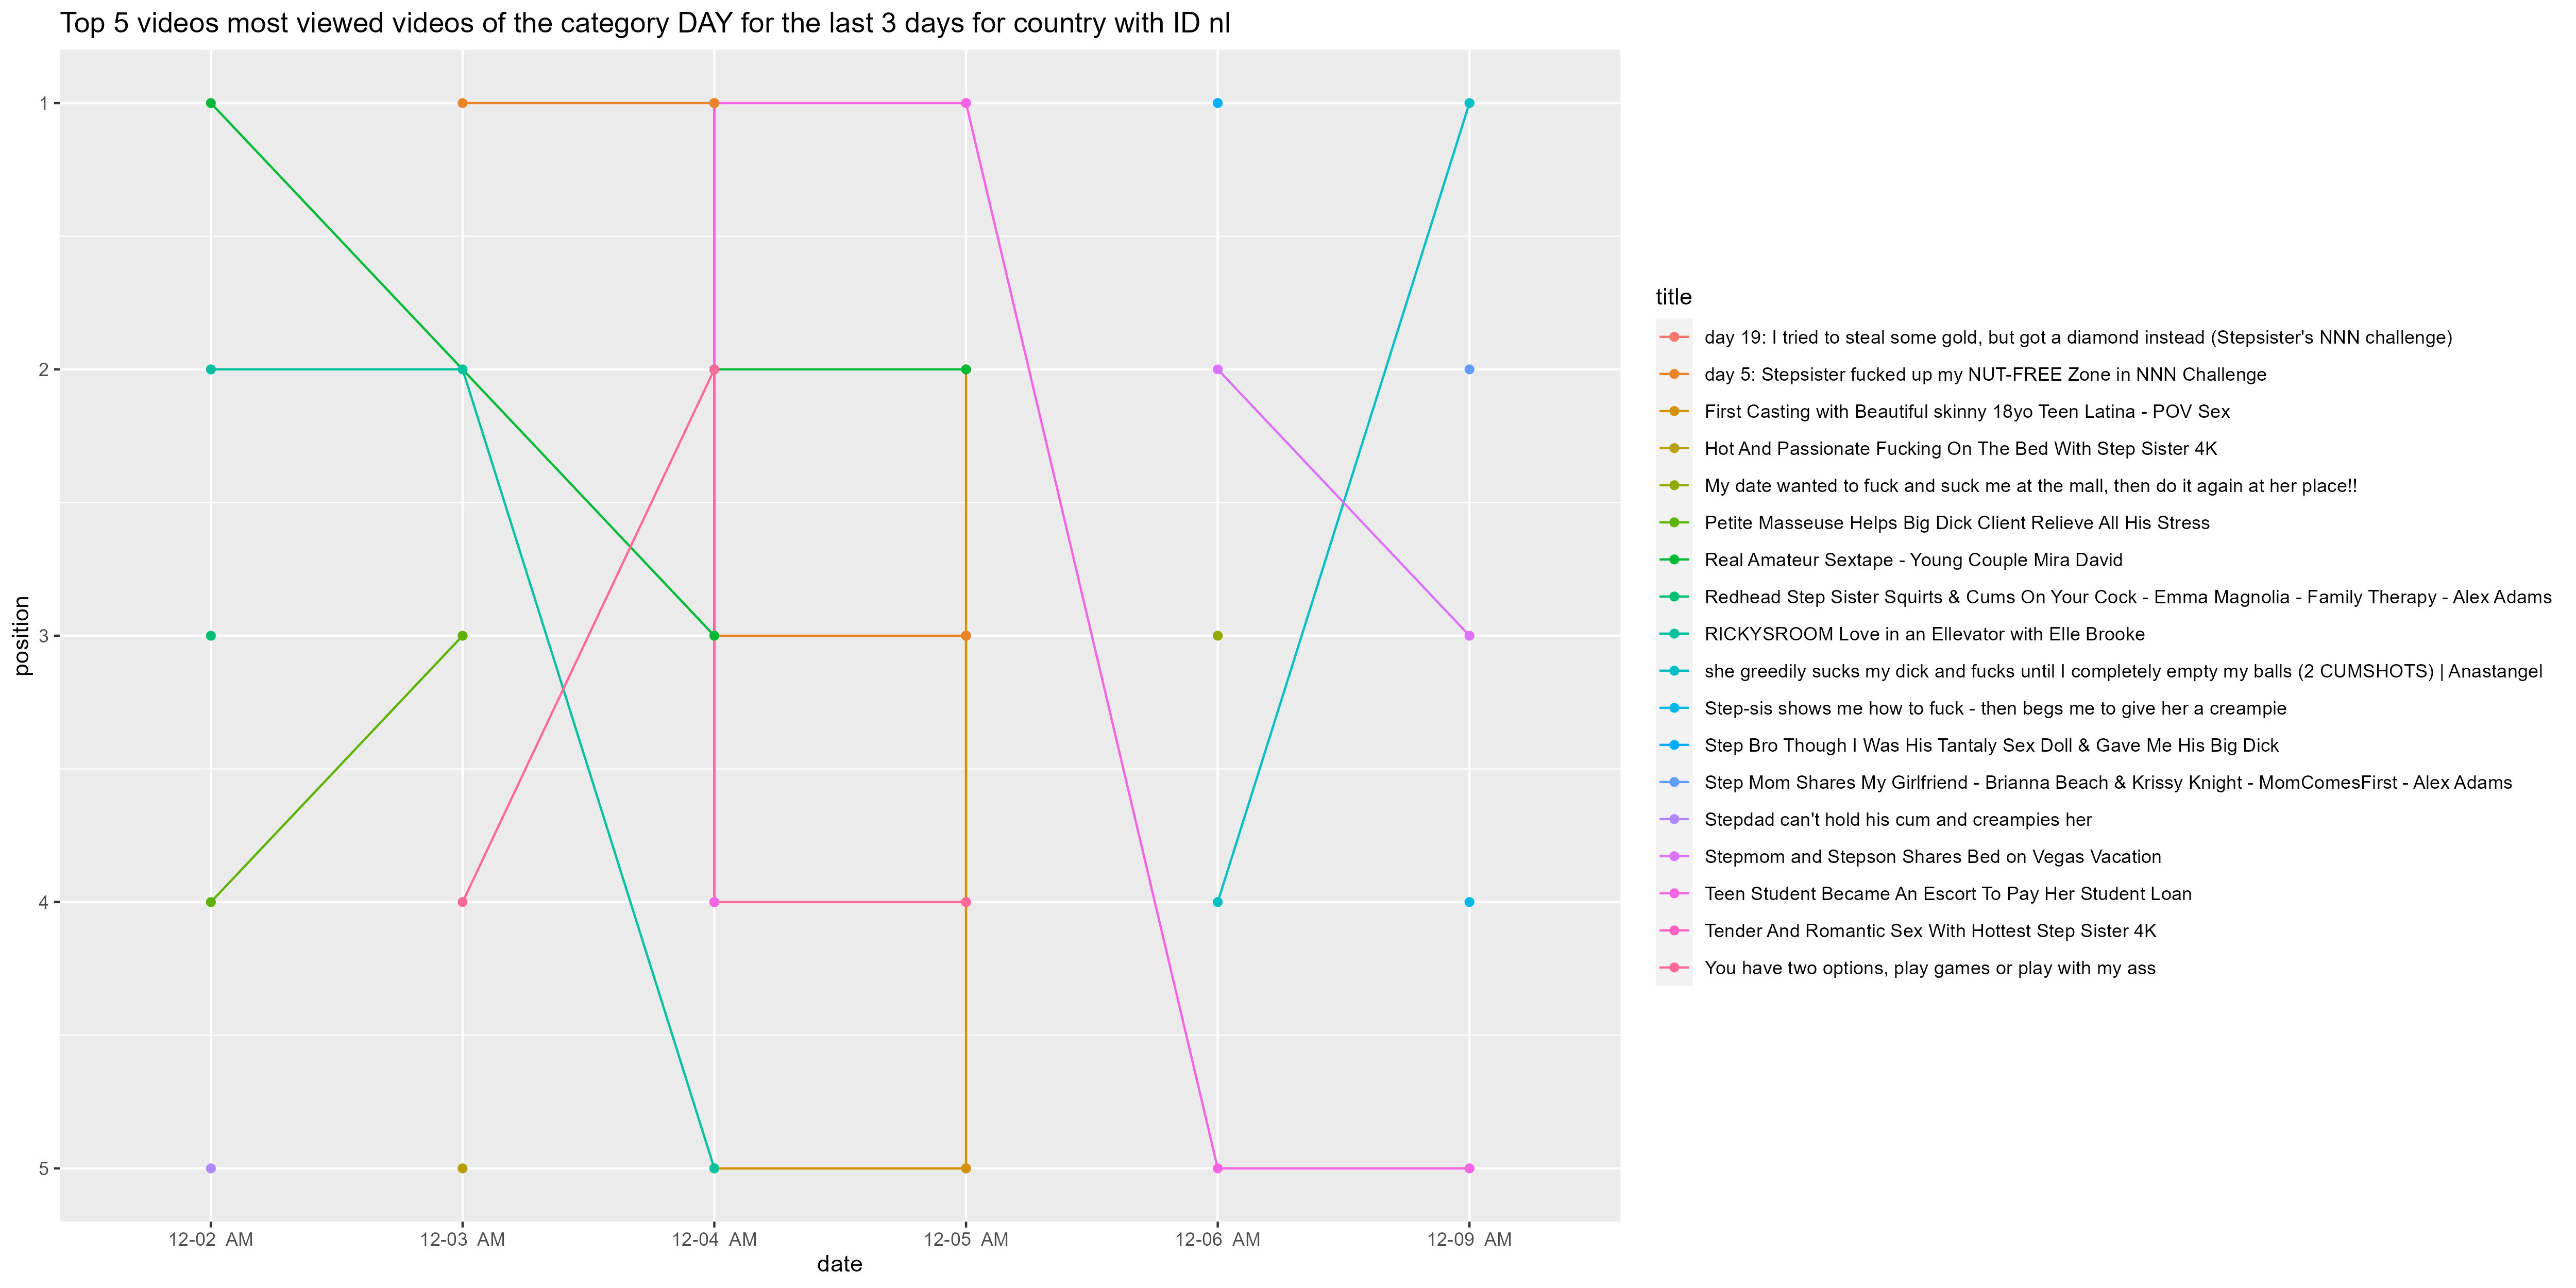 Top 5 videos most viewed videos of the category DAY for the last 3 days for country with ID nl
position
1
2
3
4
5
12-02 AM
12-03 AM
12-04 AM
12-05 AM
12-06 AM
12-09 AM
date
title
day 19: I tried to steal some gold, but got a diamond instead (Stepsister's NNN challenge)
day 5: Stepsister fucked up my NUT-FREE Zone in NNN Challenge
First Casting with Beautiful skinny 18yo Teen Latina - POV Sex
Hot And Passionate Fucking On The Bed With Step Sister 4K
My date wanted to fuck and suck me at the mall, then do it again at her place!!
Petite Masseuse Helps Big Dick Client Relieve All His Stress
Real Amateur Sextape - Young Couple Mira David
Redhead Step Sister Squirts & Cums On Your Cock - Emma Magnolia - Family Therapy - Alex Adams
RICKYSROOM Love in an Ellevator with Elle Brooke
she greedily sucks my dick and fucks until I completely empty my balls (2 CUMSHOTS) | Anastangel
Step-sis shows me how to fuck - then begs me to give her a creampie
Step Bro Though I Was His Tantaly Sex Doll & Gave Me His Big Dick
Step Mom Shares My Girlfriend - Brianna Beach & Krissy Knight - MomComesFirst - Alex Adams
Stepdad can't hold his cum and creampies her
Stepmom and Stepson Shares Bed on Vegas Vacation
Teen Student Became An Escort To Pay Her Student Loan
Tender And Romantic Sex With Hottest Step Sister 4K
You have two options, play games or play with my ass